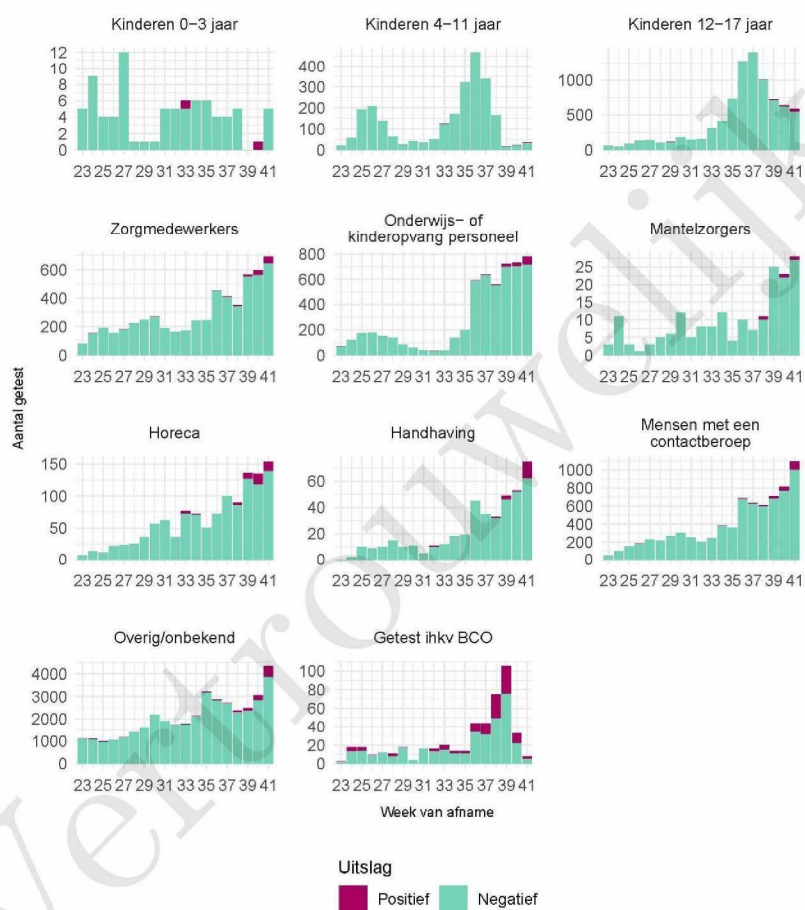 Kinderen 0−3 jaar
Kinderen 4−11 jaar
Kinderen 12−17 jaar
12
10
8
6
4
2
0
23 25 27 29 31 33 35 37 39 41
400
300
200
100
0
23 25 27 29 31 33 35 37 39 41
1000
500
0
23 25 27 29 31 33 35 37 39 41
Zorgmedewerkers
Onderwijs− of
kinderopvang personeel
Mantelzorgers
600
400
200
0
23 25 27 29 31 33 35 37 39 41
800
600
400
200
0
23 25 27 29 31 33 35 37 39 41
25
20
15
10
5
0
23 25 27 29 31 33 35 37 39 41
Aantal getest
Horeca
Handhaving
Mensen met een
contactberoep
150
100
50
0
23 25 27 29 31 33 35 37 39 41
60
40
20
0
23 25 27 29 31 33 35 37 39 41
1000
800
600
400
200
0
23 25 27 29 31 33 35 37 39 41
Overig/onbekend
Getest ihkv BCO
4000
3000
2000
1000
0
23 25 27 29 31 33 35 37 39 41
100
80
60
40
20
0
23 25 27 29 31 33 35 37 39 41
Week van afname
Uitslag
Positief
Negatief
Vertrouwelijk